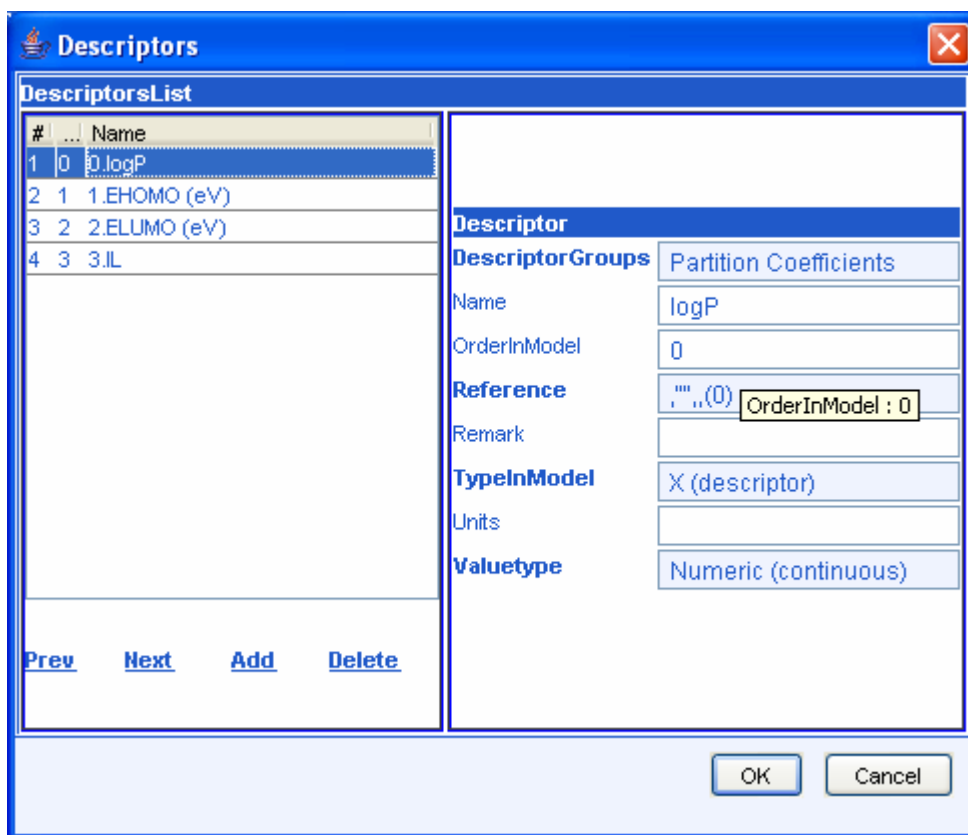 Descriptors
DescriptorsList
# ... Name
1 0 0.logP
2 1 1.EHOMO (eV)
3 2 2.ELUMO (eV)
4 3 3.IL
Prev Next Add Delete
Descriptor
DescriptorGroups Partition Coefficients
Name logP
OrderInModel 0
Reference ,"",,(0)
OrderInModel : 0
Remark
TypeInModel X (descriptor)
Units
Valuetype Numeric (continuous)
OK Cancel